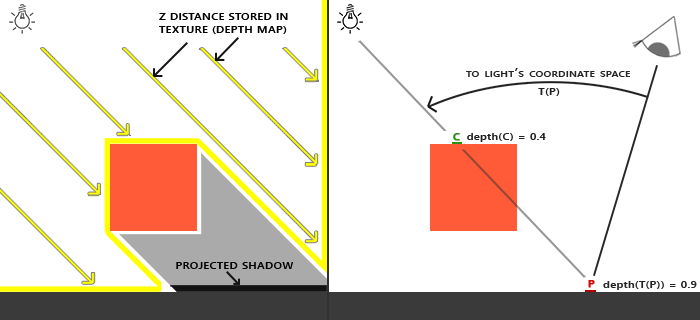 Z DISTANCE STORED IN
TEXTURE (DEPTH MAP)
PROJECTED SHADOW
TO LIGHT'S COORDINATE SPACE
T(P)
C depth(C) = 0.4
P depth(T(P)) = 0.9